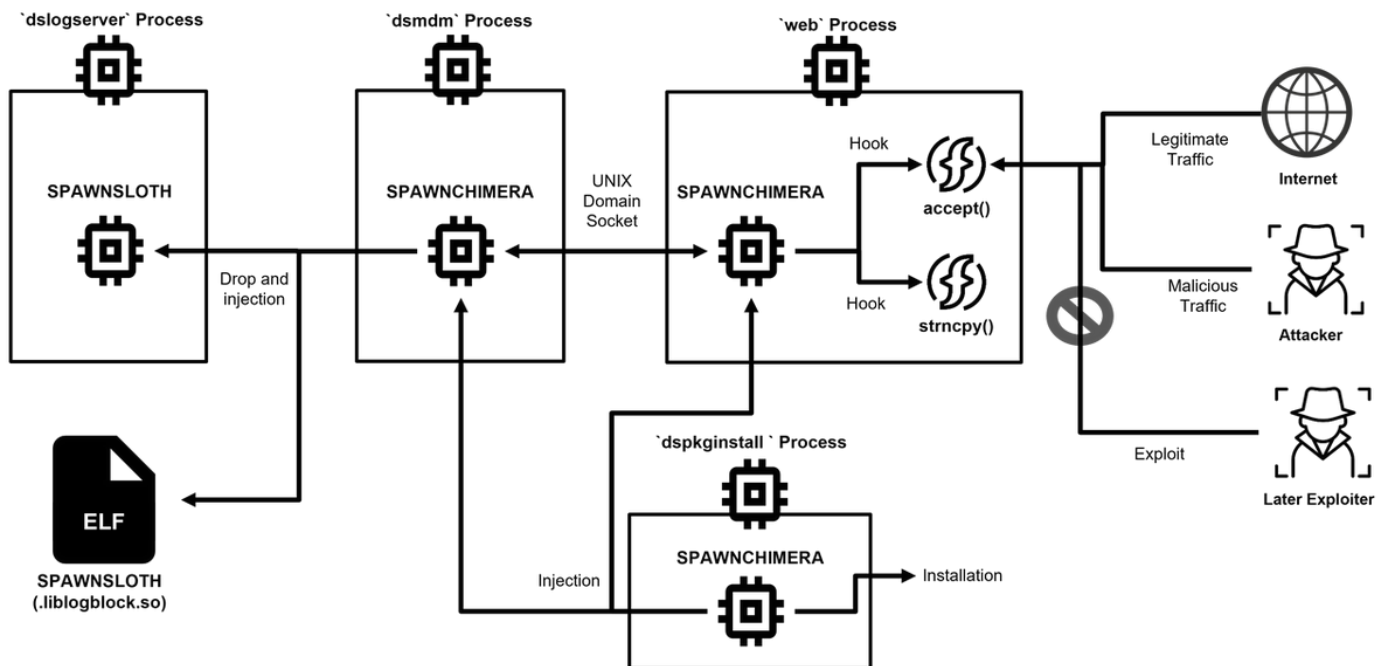 `dslogserver` Process
`dsmdm` Process
`web` Process
SPAWNSLOTH
Drop and
injection
SPAWNCHIMERA
UNIX
Domain
Socket
SPAWNCHIMERA
Hook
accept()
Hook
strncpy()
Legitimate
Traffic
Internet
Malicious
Traffic
Attacker
Exploit
Later Exploiter
ELF
SPAWNSLOTH
(.liblogblock.so)
`dspkginstall ` Process
SPAWNCHIMERA
Injection
Installation